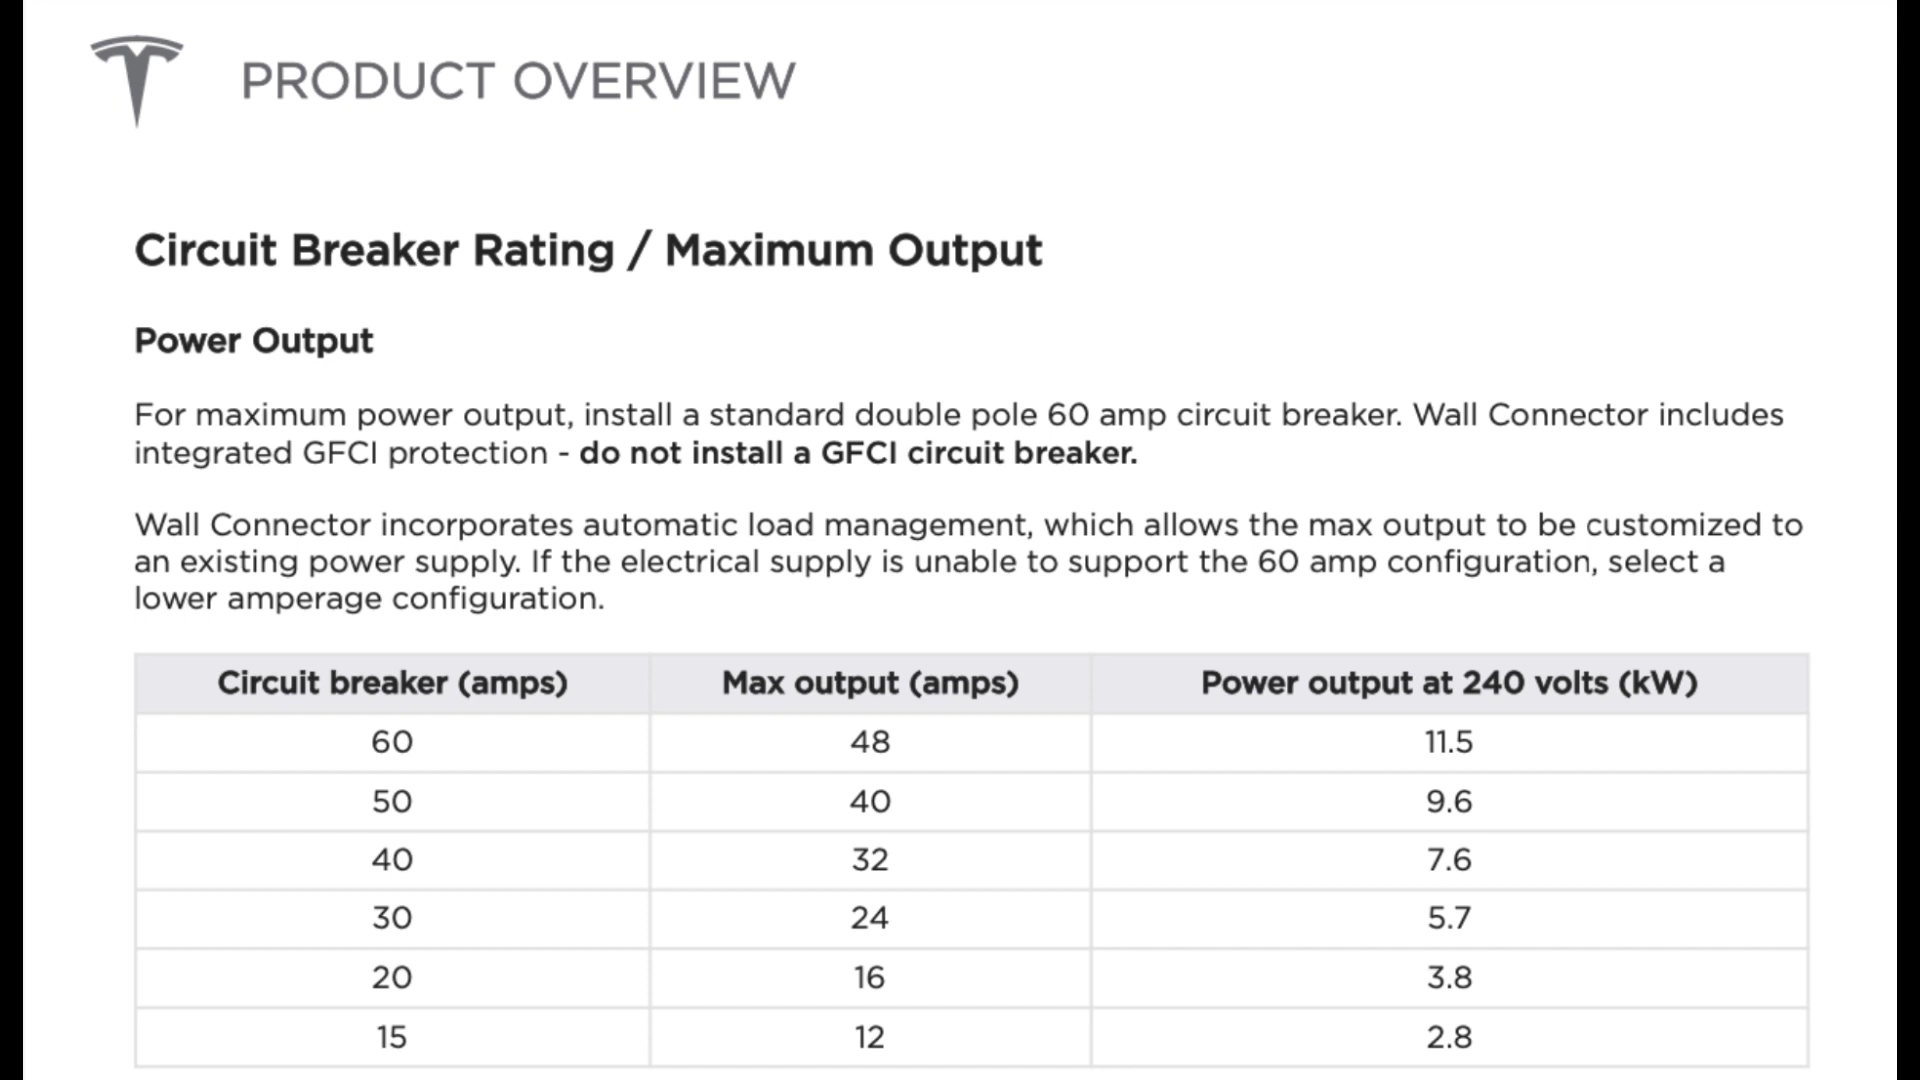 PRODUCT OVERVIEW
Circuit Breaker Rating / Maximum Output
Power Output
For maximum power output, install a standard double pole 60 amp circuit breaker. Wall Connector includes
integrated GFCI protection - do not install a GFCI circuit breaker.
Wall Connector incorporates automatic load management, which allows the max output to be customized to
an existing power supply. If the electrical supply is unable to support the 60 amp configuration, select a
lower amperage configuration.
Circuit breaker (amps) Max output (amps) Power output at 240 volts (kW)
60 48 11.5
50 40 9.6
40 32 7.6
30 24 5.7
20 16 3.8
15 12 2.8